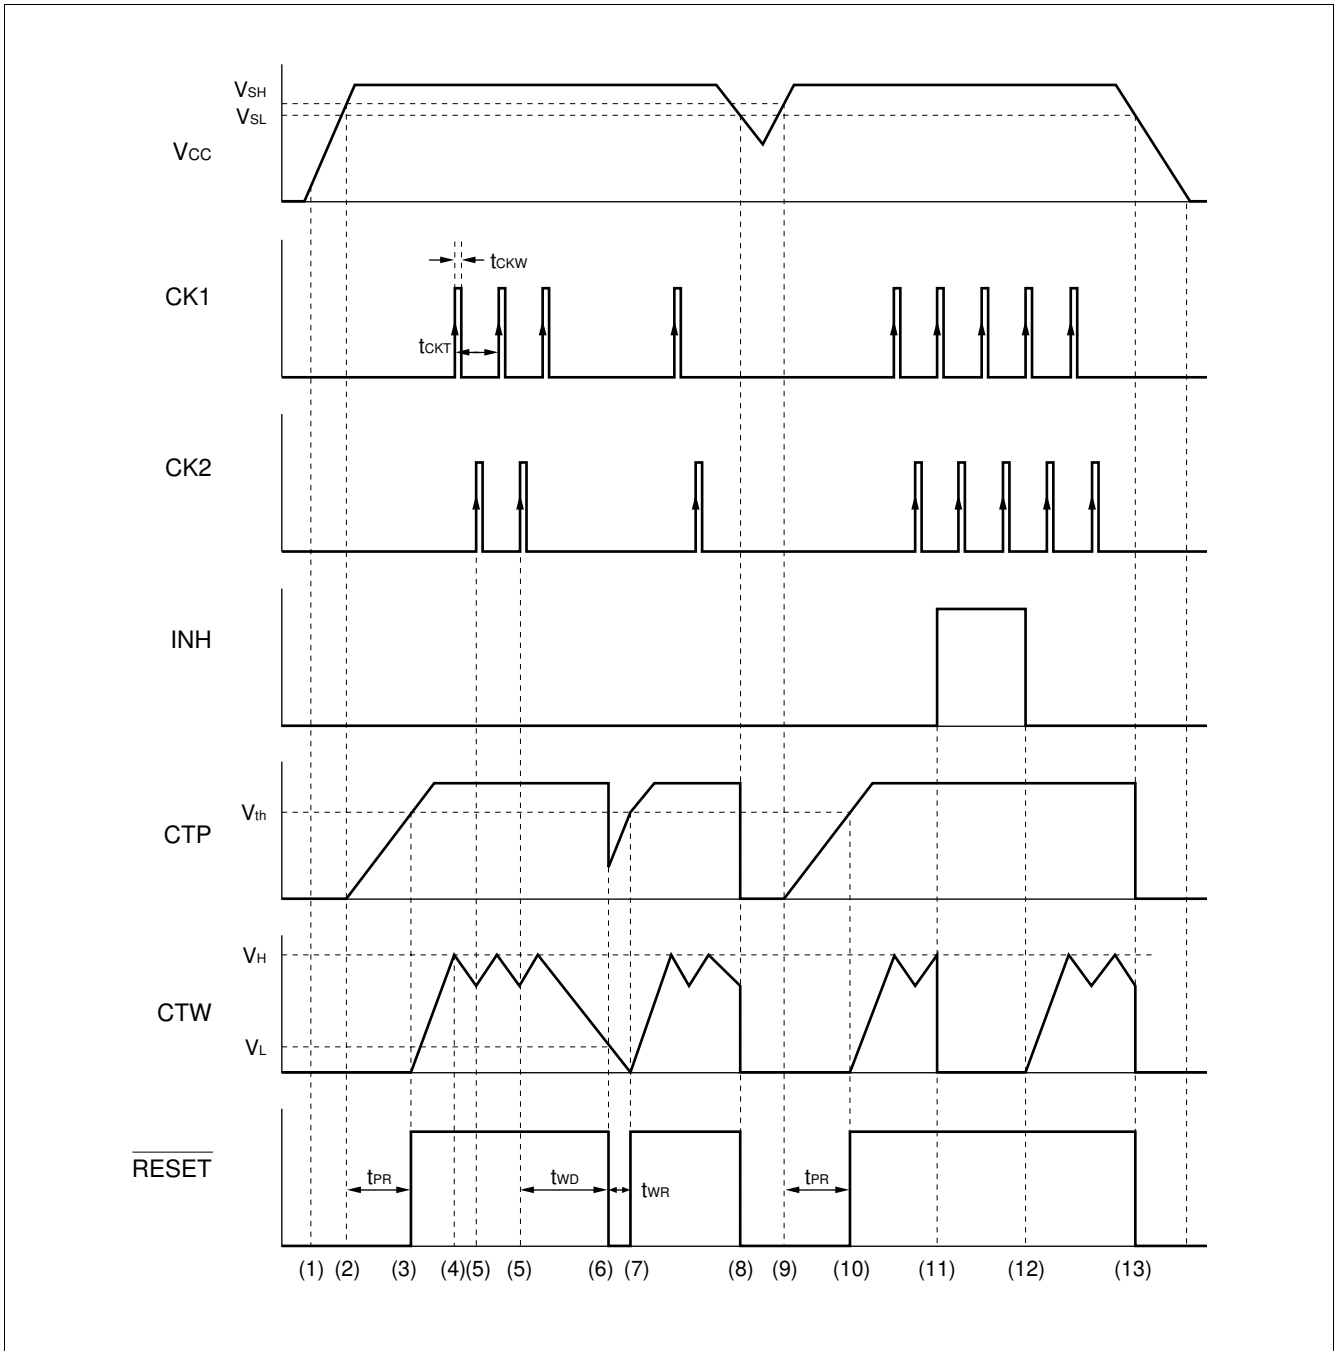 VSH
VSL
VCC
tCKW
CK1
tCKT
CK2
INH
Vth
CTP
VH
CTW
VL
RESET
tPR tWD tWR tPR
(1) (2) (3) (4)(5) (5) (6) (7) (8) (9) (10) (11) (12) (13)